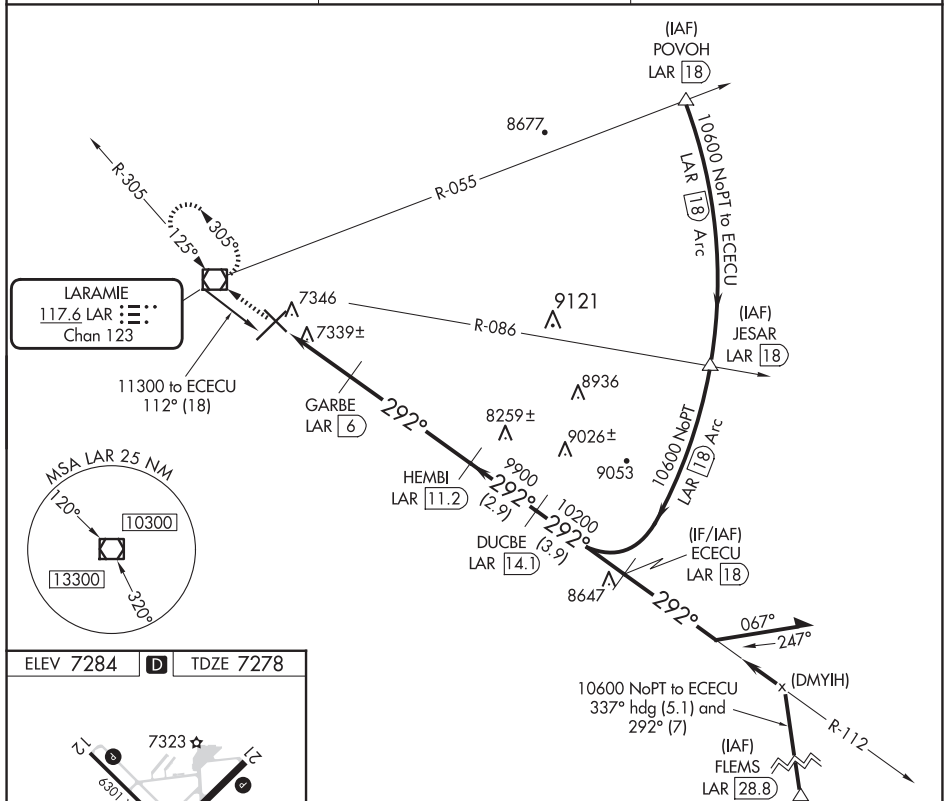 (IAF)
POVOH
LAR 18
8677
10600 NoPT to ECECU
LAR 18 Arc
R-305
R-055
305°
125°
LARAMIE
117.6 LAR
Chan 123
7346
7339±
9121
R-086
(IAF)
JESAR
LAR 18
11300 to ECECU
112° (18)
GARBE
LAR 6
292°
8936
8259±
9026±
9053
10600 NoPT
LAR 18 Arc
HEMBI
LAR 11.2
9900
292°
(2.9)
10200
292°
(3.9)
DUCBE
LAR 14.1
(IF/IAF)
ECECU
LAR 18
8647
292°
067°
247°
MSA LAR 25 NM
120°
10300
13300
320°
(DMYIH)
10600 NoPT to ECECU
337° hdg (5.1) and
292° (7)
R-112
(IAF)
FLEMS
LAR 28.8
ELEV 7284 D TDZE 7278
7323
12
P
21
P
6301